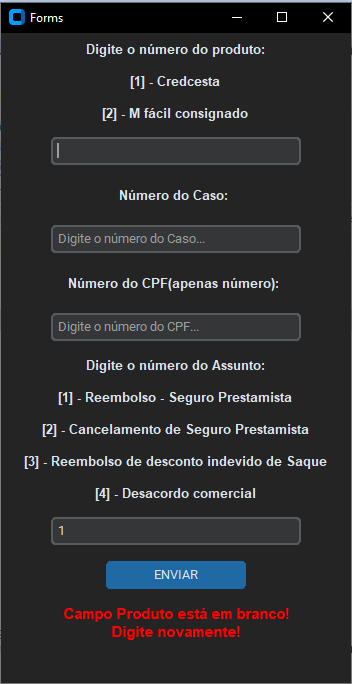 Forms
Digite o número do produto:
[1] - Credcesta
[2] - M fácil consignado
Número do Caso:
Digite o número do Caso...
Número do CPF(apenas número):
Digite o número do CPF...
Digite o número do Assunto:
[1] - Reembolso - Seguro Prestamista
[2] - Cancelamento de Seguro Prestamista
[3] - Reembolso de desconto indevido de Saque
[4] - Desacordo comercial
1
ENVIAR
Campo Produto está em branco!
Digite novamente!